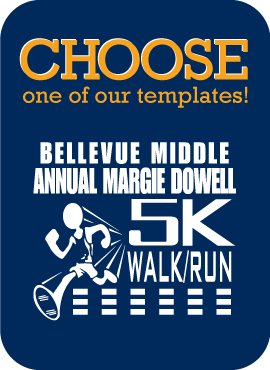 CHOOSE
one of our templates!
BELLEVUE MIDDLE
ANNUAL MARGIE DOWELL
5K
WALK/RUN